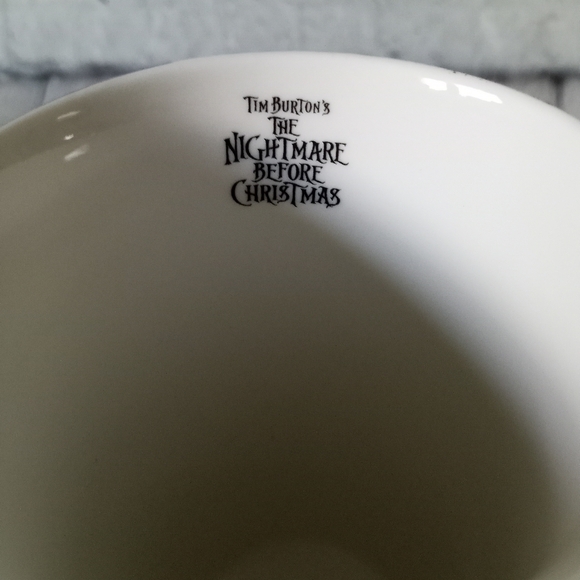 Tim Burton's
The
Nightmare
Before
Christmas